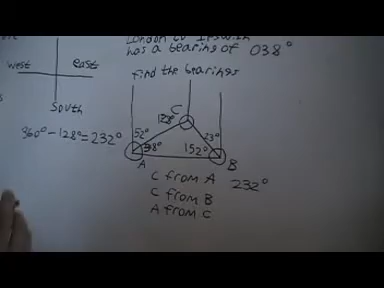 London to Ipswich
has a bearing of 038°
west east
South
find the bearings
C
128°
52°
23°
360° - 128° = 232°
38°
152°
A
B
C from A 232°
C from B
A from C